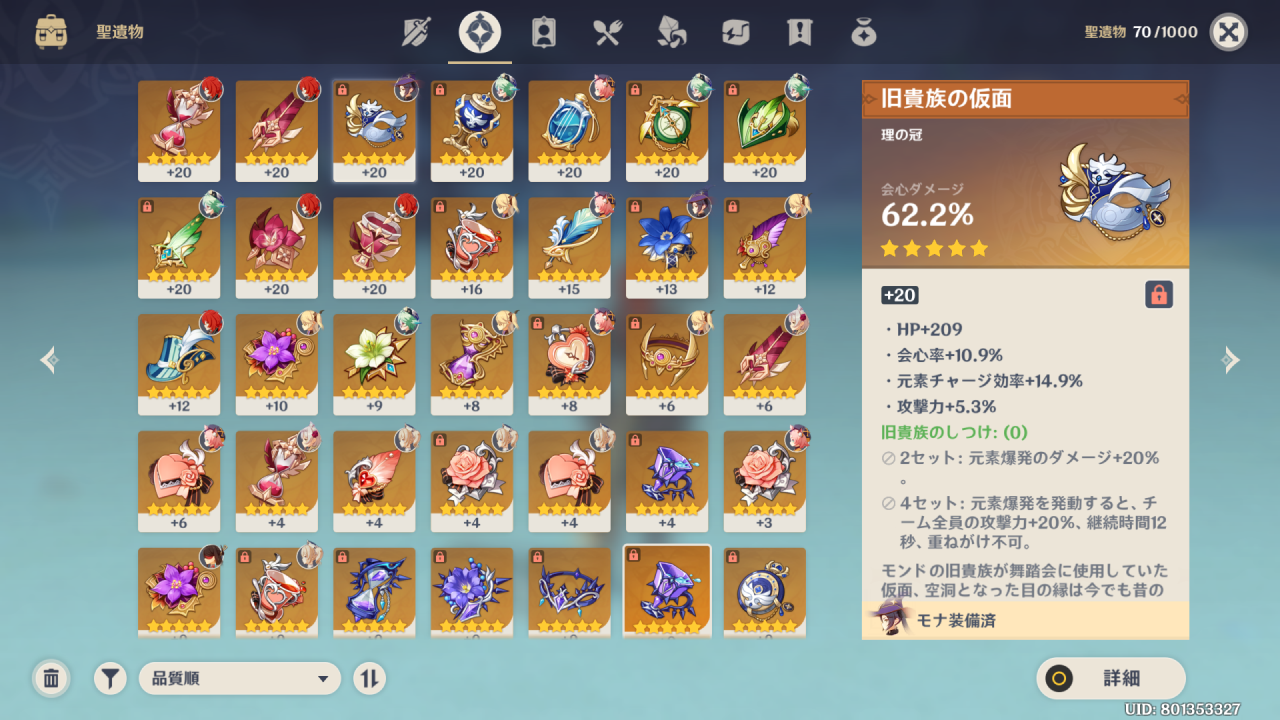 聖遺物
聖遺物 70/1000
+20
+20
+20
+20
+20
+20
+20
+20
+20
+20
+16
+15
+13
+12
+12
+10
+9
+8
+8
+6
+6
+6
+4
+4
+4
+4
+4
+3
旧貴族の仮面
理の冠
会心ダメージ
62.2%
+20
・HP+209
・会心率+10.9%
・元素チャージ効率+14.9%
・攻撃力+5.3%
旧貴族のしつけ: (0)
2セット: 元素爆発のダメージ+20%
。
4セット: 元素爆発を発動すると、チ
ーム全員の攻撃力+20%、継続時間12
秒、重ねがけ不可。
モンドの旧貴族が舞踏会に使用していた
仮面、空洞となった目の縁は今でも昔の
モナ装備済
品質順
詳細
UID: 801353327